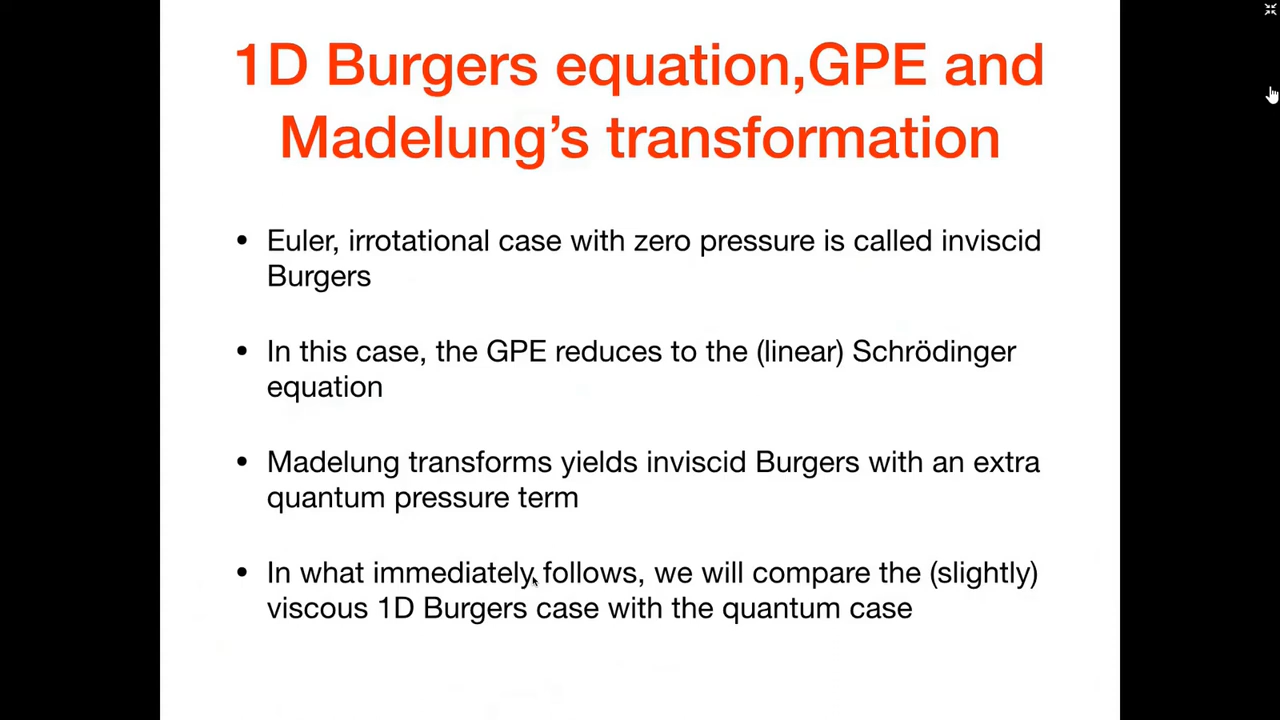 1D Burgers equation,GPE and
Madelung’s transformation
• Euler, irrotational case with zero pressure is called inviscid
Burgers
• In this case, the GPE reduces to the (linear) Schrödinger
equation
• Madelung transforms yields inviscid Burgers with an extra
quantum pressure term
• In what immediately follows, we will compare the (slightly)
viscous 1D Burgers case with the quantum case